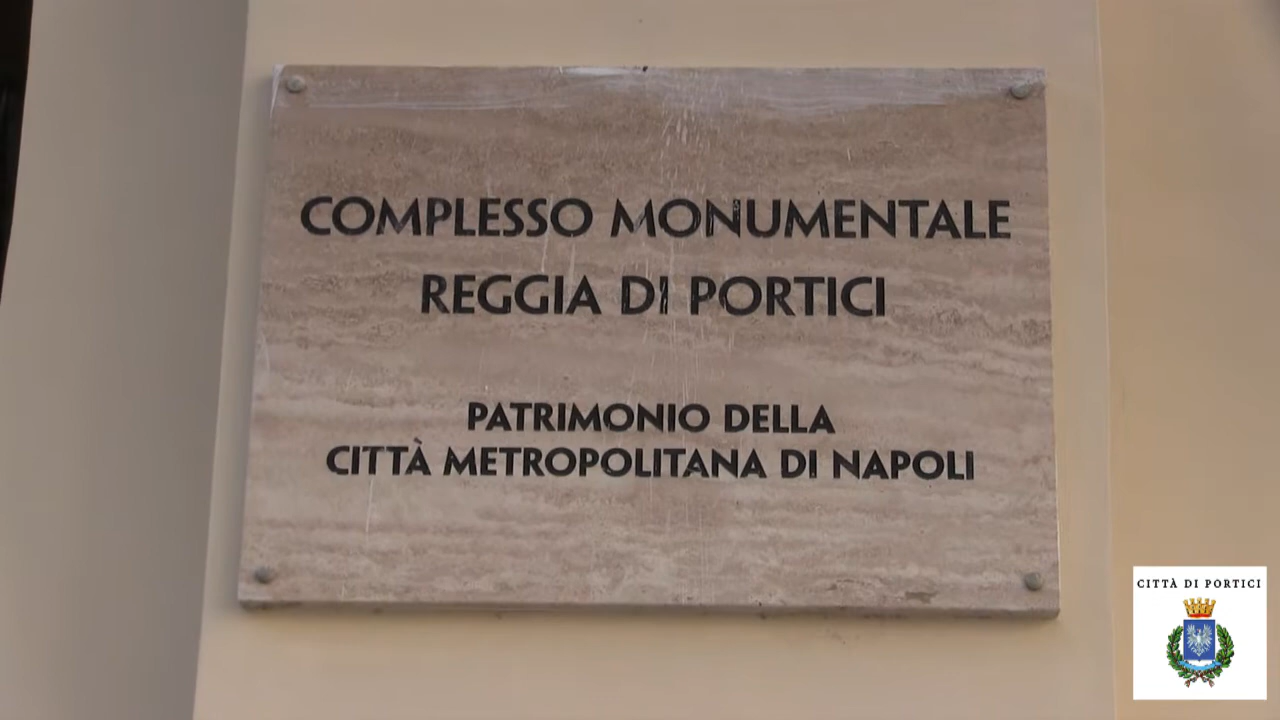 COMPLESSO MONUMENTALE
REGGIA DI PORTICI
PATRIMONIO DELLA
CITTÀ METROPOLITANA DI NAPOLI
CITTÀ DI PORTICI